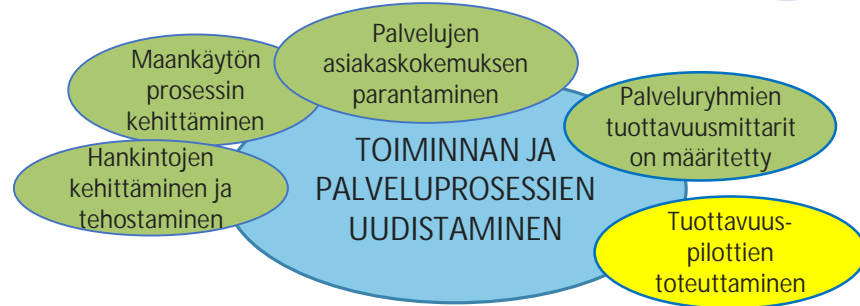 Maankäytön
prosessin
kehittäminen
Palvelujen
asiakaskokemuksen
parantaminen
Hankintojen
kehittäminen ja
tehostaminen
TOIMINNAN JA
PALVELUPROSESSIEN
UUDISTAMINEN
Palveluryhmien
tuottavuusmittarit
on määritetty
Tuottavuus-
pilottien
toteuttaminen